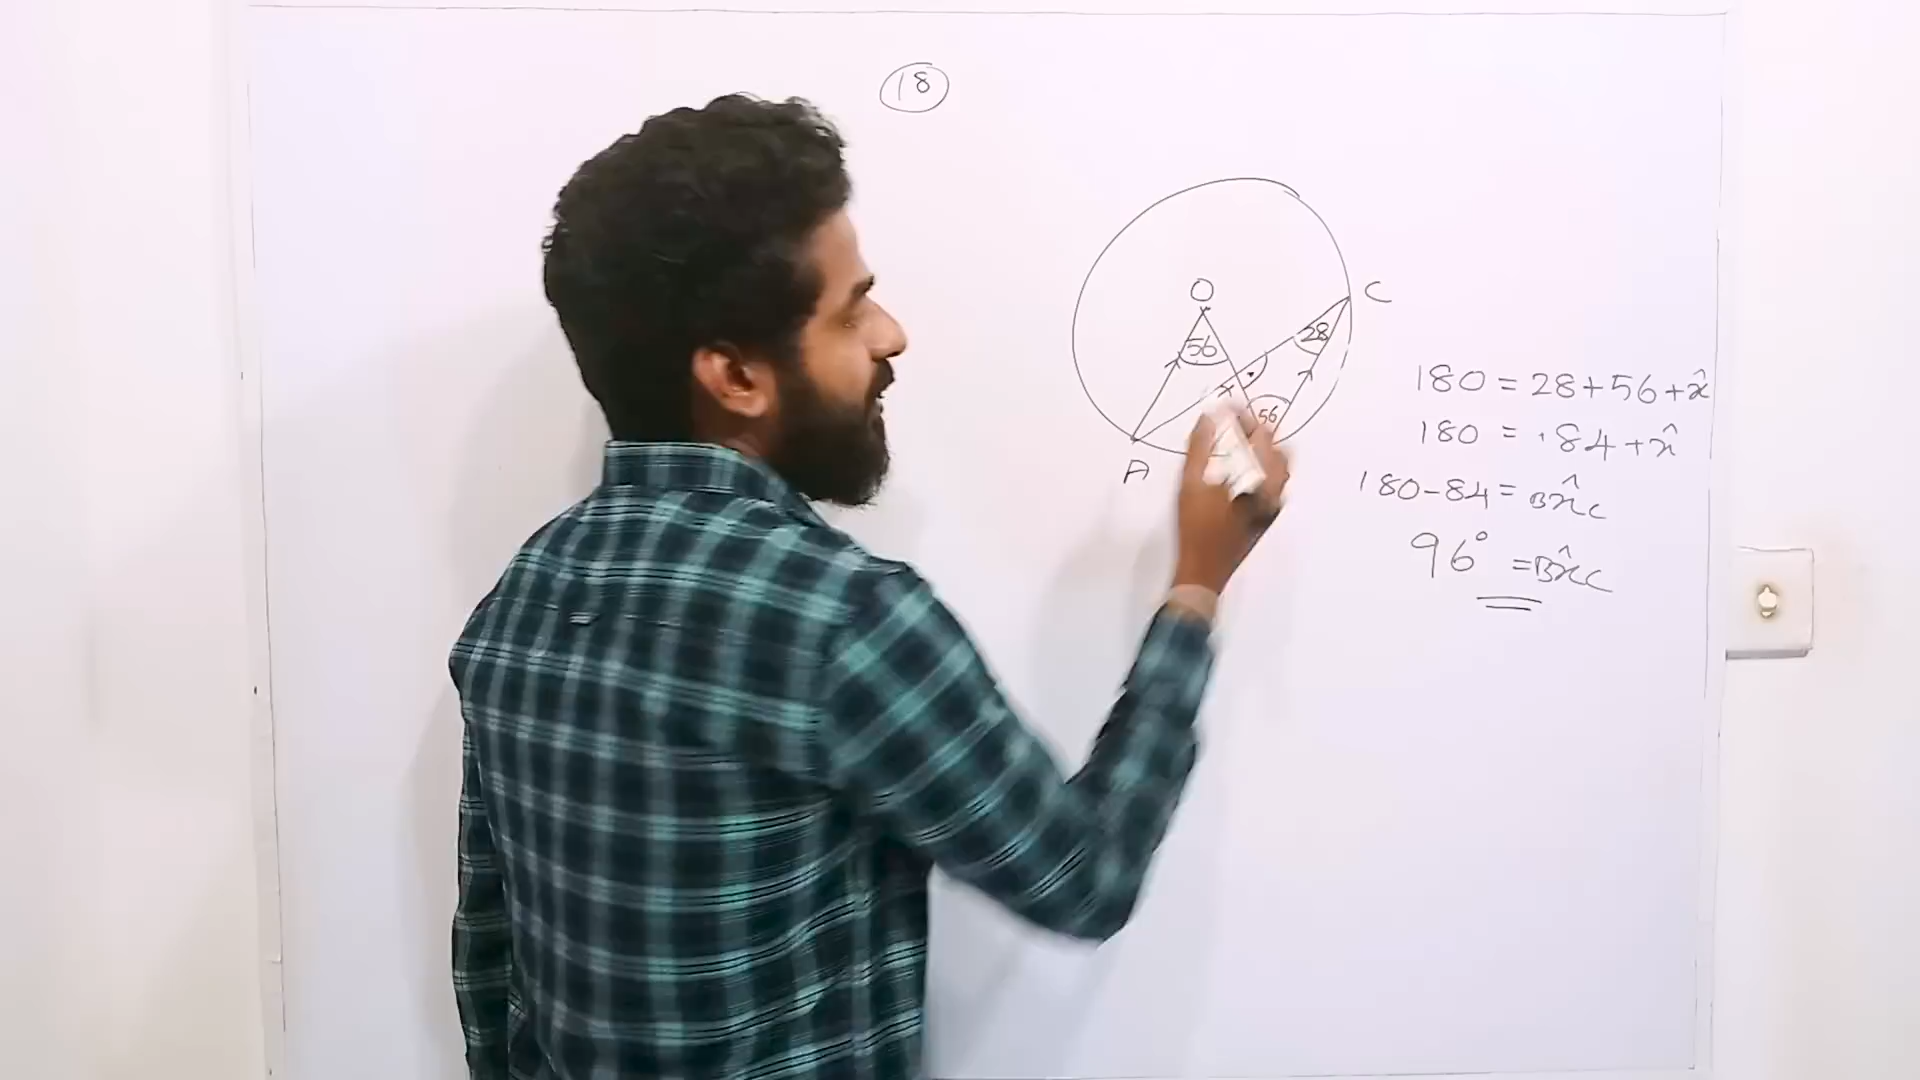 18
O
C
56
28
x
56
A
180 = 28 + 56 + x̂
180 = 84 + x̂
180 - 84 = Bx̂C
96° = Bx̂C